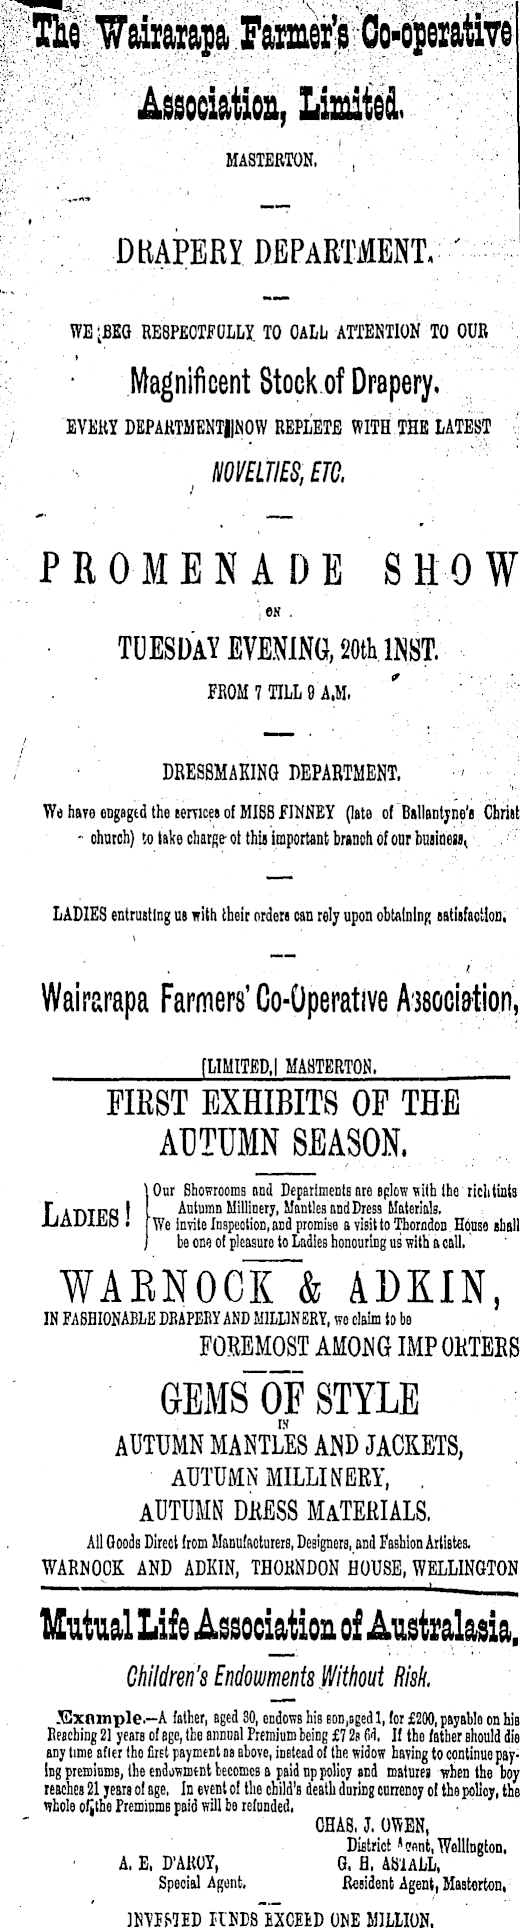 The Wairarapa Farmer's Co-operative
Association, Limited.
MASTERTON.
DRAPERY DEPARTMENT.
WE BEG RESPECTFULLY TO CALL ATTENTION TO OUR
Magnificent Stock of Drapery.
EVERY DEPARTMENT NOW REPLETE WITH THE LATEST
NOVELTIES, ETC.
PROMENADE SHOW
ON
TUESDAY EVENING, 20th INST.
FROM 7 TILL 9 A.M.
DRESSMAKING DEPARTMENT.
We have engaged the services of MISS FINNEY (late of Ballantyne's Christ
church) to take charge of this important branch of our business,
LADIES entrusting us with their orders can rely upon obtaining satisfaction.
Wairarapa Farmers' Co-Operative Association,
[LIMITED,] MASTERTON.
FIRST EXHIBITS OF THE
AUTUMN SEASON.
LADIES!
Our Showrooms and Departments are aglow with the rich tints
Autumn Millinery, Mantles and Dress Materials.
We invite Inspection, and promise a visit to Thorndon House shall
be one of pleasure to Ladies honouring us with a call.
WARNOCK & ADKIN,
IN FASHIONABLE DRAPERY AND MILLINERY, we claim to be
FOREMOST AMONG IMPORTERS
GEMS OF STYLE
IN
AUTUMN MANTLES AND JACKETS,
AUTUMN MILLINERY,
AUTUMN DRESS MATERIALS.
All Goods Direct from Manufacturers, Designers, and Fashion Artistes.
WARNOCK AND ADKIN, THORNDON HOUSE, WELLINGTON
Mutual Life Association of Australasia,
Children's Endowments Without Risk.
Example.—A father, aged 30, endows his son, aged 1, for £200, payable on his
Reaching 21 years of age, the annual Premium being £7 2s 6d. If the father should die
any time after the first payment as above, instead of the widow having to continue pay-
ing premiums, the endowment becomes a paid up policy and matures when the boy
reaches 21 years of age. In event of the child's death during currency of the policy, the
whole of the Premiums paid will be refunded.
CHAS. J. OWEN,
District Agent, Wellington.
A. E. D'ARCY,
Special Agent.
G. H. ASTALL,
Resident Agent, Masterton.
INVESTED FUNDS EXCEED ONE MILLION.